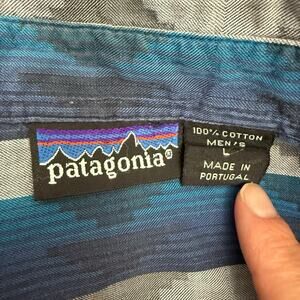 patagonia®
100% COTTON
MEN'S
L
MADE IN
PORTUGAL